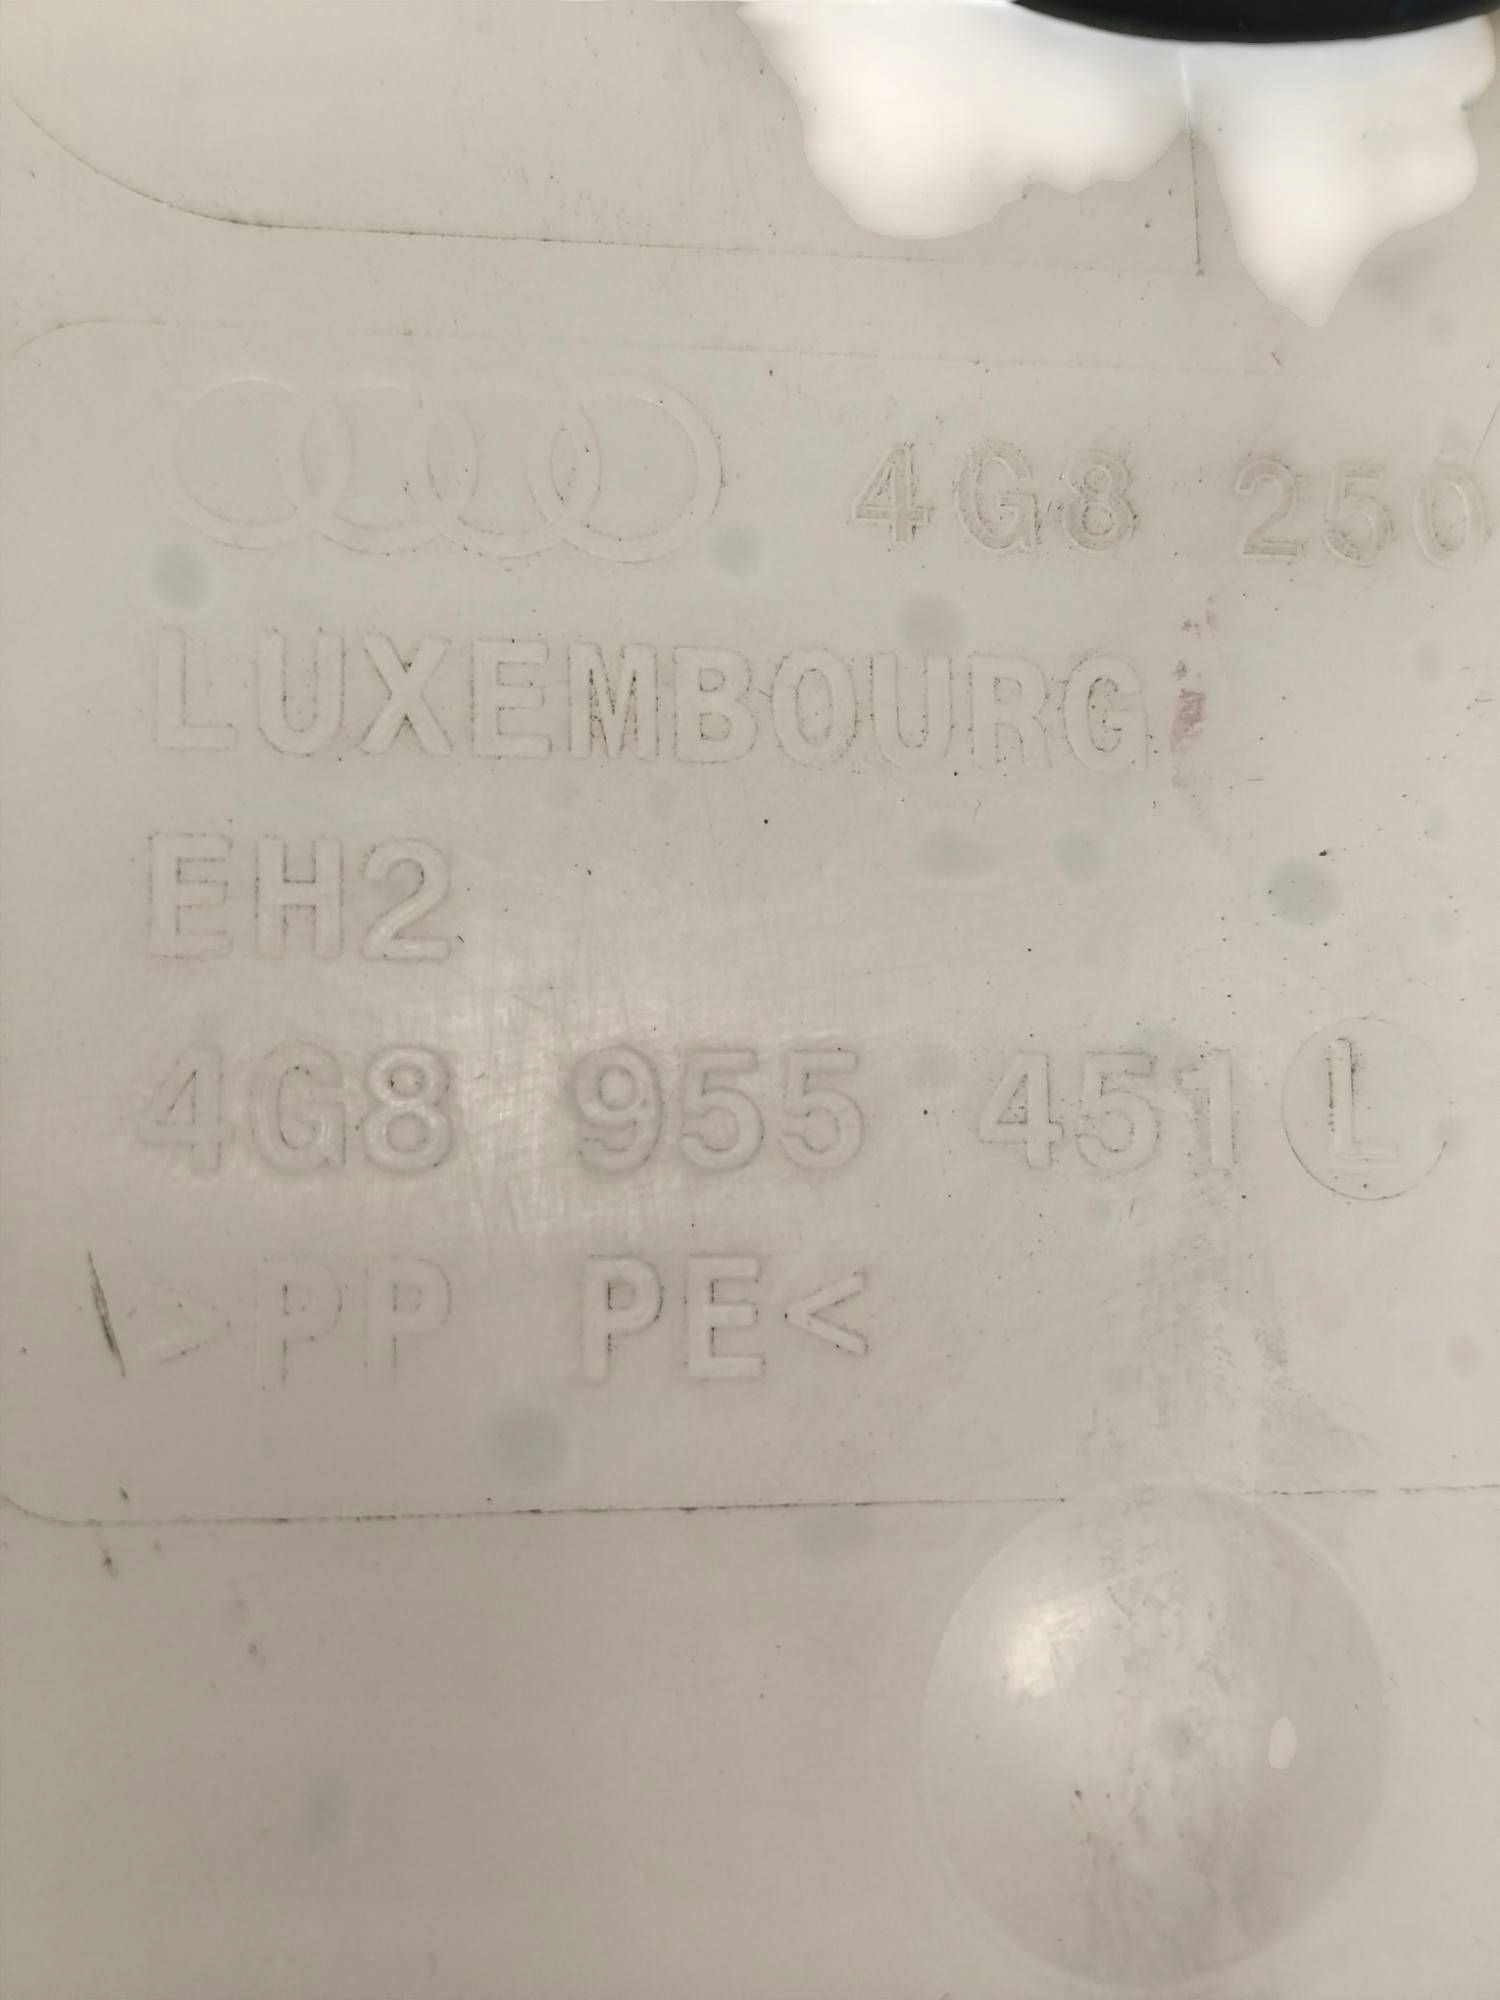 4G8 250
LUXEMBOURG
EH2
4G8 955 451 L
>PP PE<